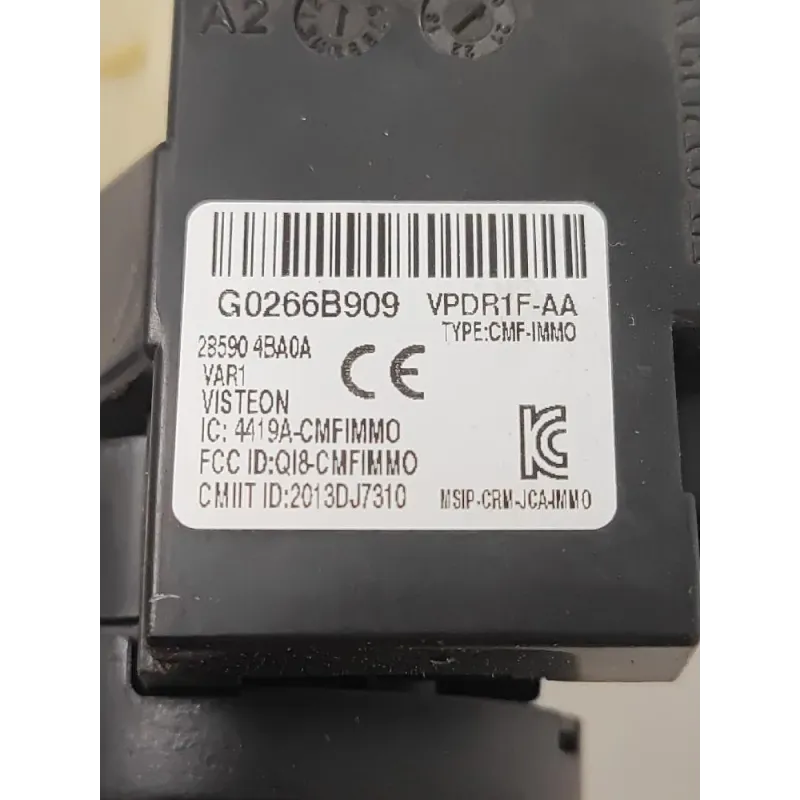 A2
G0266B909 VPDR1F-AA
TYPE:CMF-IMMO
28590 4BA0A
VAR1
VISTEON
CE
IC: 4419A-CMFIMMO
FCC ID:QI8-CMFIMMO
CMIIT ID:2013DJ7310
MSIP-CRM-JCA-IMMO